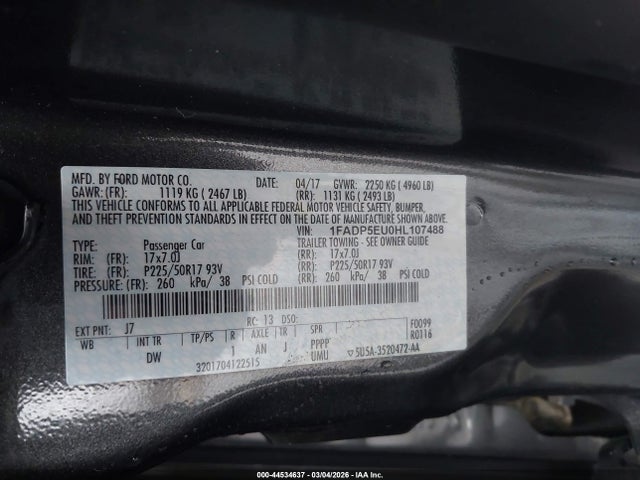 MFD. BY FORD MOTOR CO.
DATE: 04/17 GVWR: 2250 KG ( 4960 LB)
GAWR: (FR): 1119 KG ( 2467 LB) (RR): 1131 KG ( 2493 LB)
THIS VEHICLE CONFORMS TO ALL APPLICABLE FEDERAL MOTOR VEHICLE SAFETY, BUMPER,
AND THEFT PREVENTION STANDARDS IN EFFECT ON THE DATE OF MANUFACTURE SHOWN ABOVE.
VIN: 1FADP5EU0HL107488
TYPE: Passenger Car TRAILER TOWING - SEE OWNER GUIDE
RIM: (FR) 17x7.0J (RR): 17x7.0J
TIRE: (FR) P225/50R17 93V (RR): P225/50R17 93V
PRESSURE: (FR) 260 kPa/ 38 PSI COLD (RR): 260 kPa/ 38 PSI COLD
EXT PNT: J7 RC: 13 DSO: F0099
WB INT TR TP/PS R AXLE TR SPR R0116
DW 1 AN J PPPP
UMU ▽5U5A-3520472-AA
3201704122515
000-44534637 - 03/04/2026 - IAA Inc.